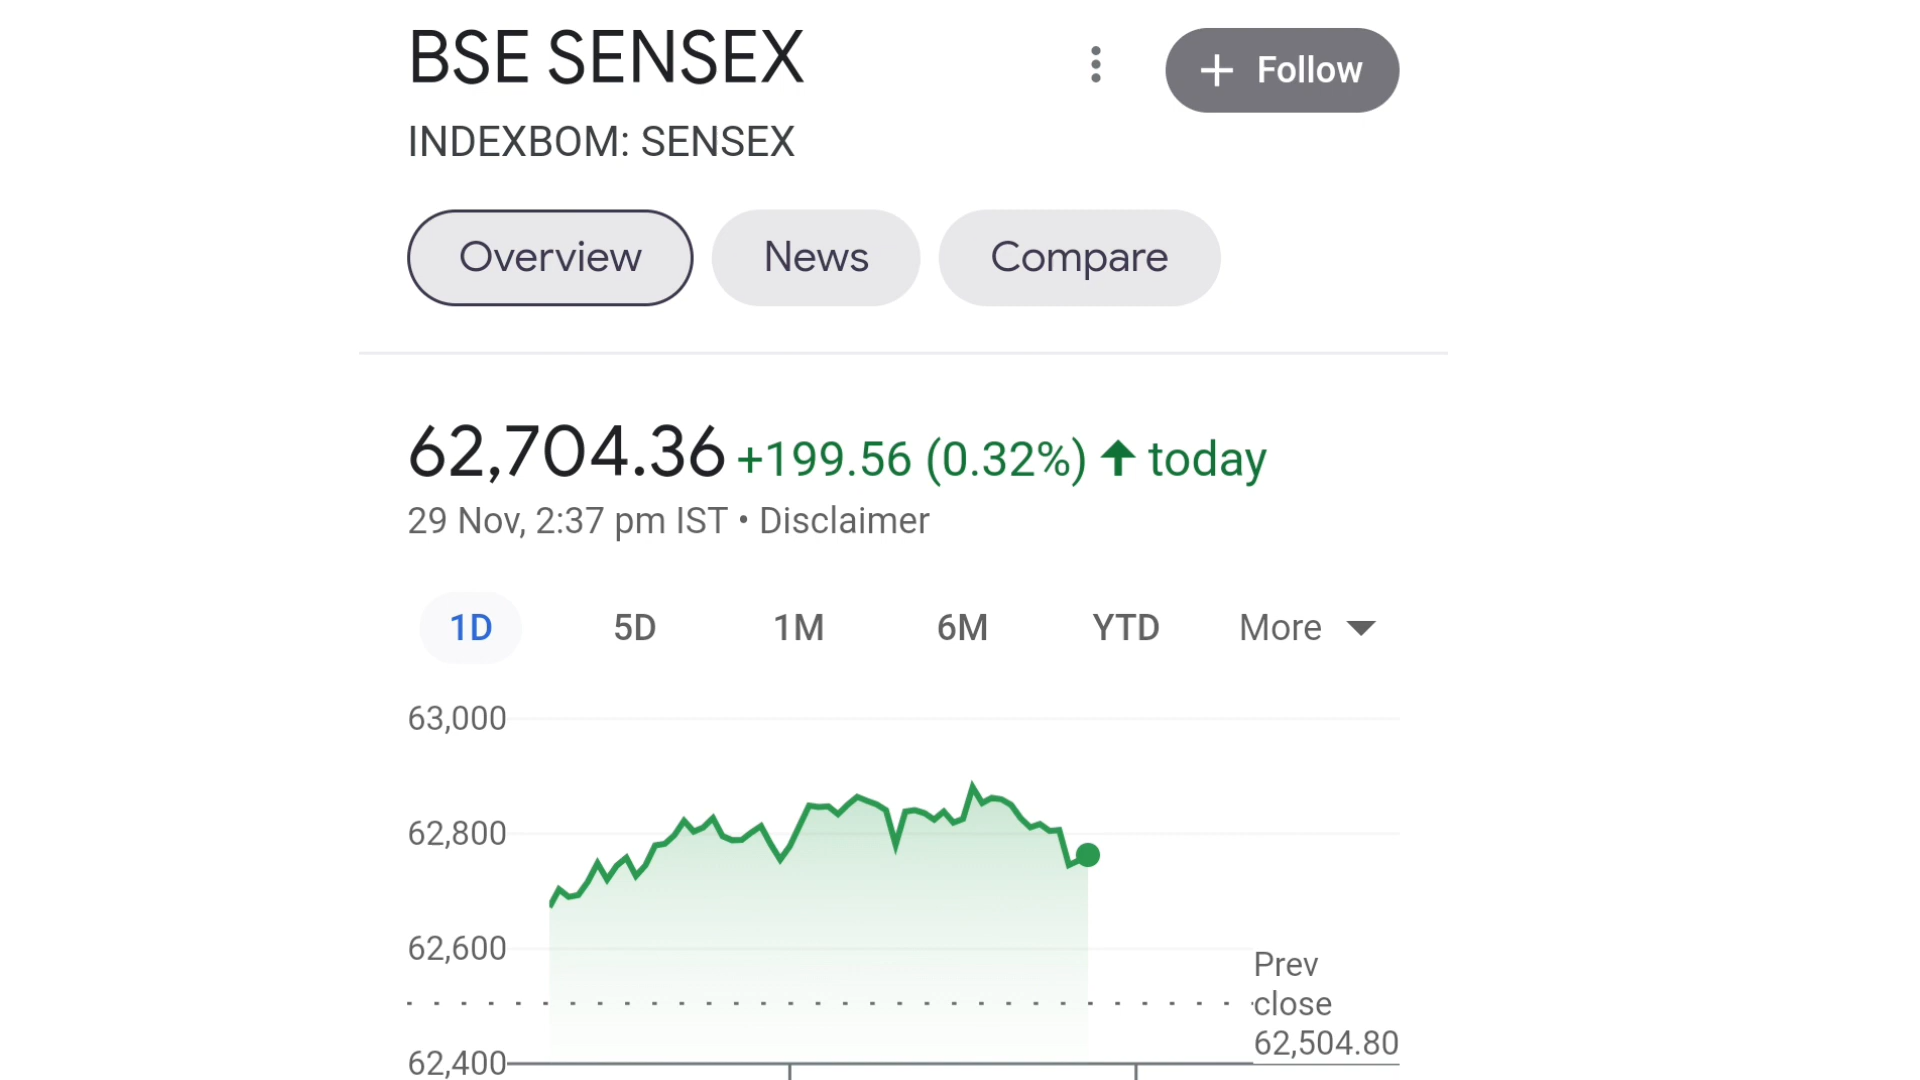 BSE SENSEX
+ Follow
INDEXBOM: SENSEX
Overview
News
Compare
62,704.36 +199.56 (0.32%) ↑ today
29 Nov, 2:37 pm IST • Disclaimer
1D 5D 1M 6M YTD More
63,000
62,800
62,600
62,400
Prev
close
62,504.80